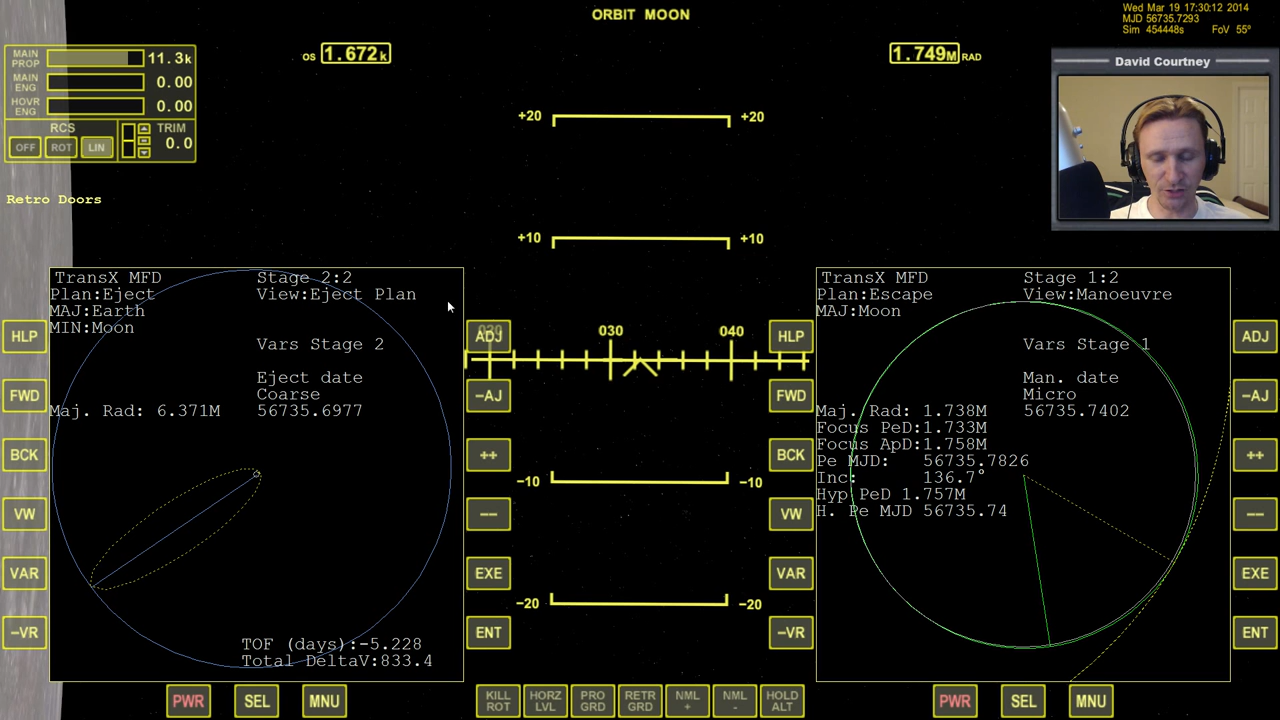 ORBIT MOON
Wed Mar 19 17:30:12 2014
MJD 56735.7293
Sim 454448s FoV 55°
MAIN PROP 11.3k
MAIN ENG 0.00
HOVR ENG 0.00
RCS TRIM
OFF ROT LIN 0.0
OS 1.672k
1.749M RAD
David Courtney
Retro Doors
+20 +20
+10 +10
-10 -10
-20 -20
030 040
TransX MFD Stage 2:2
Plan:Eject View:Eject Plan
MAJ:Earth
MIN:Moon
Vars Stage 2
Eject date
Coarse
Maj. Rad: 6.371M 56735.6977
TOF (days):-5.228
Total DeltaV:833.4
HLP
FWD
BCK
VW
VAR
-VR
ADJ
-AJ
++
--
EXE
ENT
PWR SEL MNU
TransX MFD Stage 1:2
Plan:Escape View:Manoeuvre
MAJ:Moon
Vars Stage 1
Man. date
Micro
Maj. Rad: 1.738M 56735.7402
Focus PeD:1.733M
Focus ApD:1.758M
Pe MJD: 56735.7826
Inc: 136.7°
Hyp PeD 1.757M
H. Pe MJD 56735.74
HLP
FWD
BCK
VW
VAR
-VR
ADJ
-AJ
++
--
EXE
ENT
PWR SEL MNU
KILL ROT
HORZ LVL
PRO GRD
RETR GRD
NML +
NML -
HOLD ALT